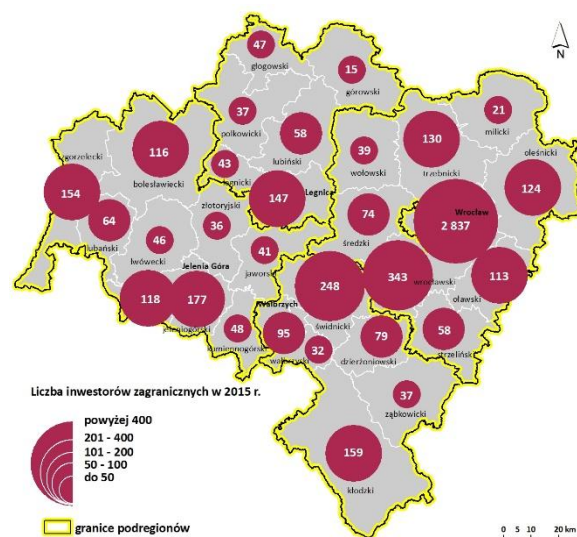 47
głogowski
15
górowski
N
37
polkowicki
58
lubiński
21
milicki
130
trzebnicki
39
wołowski
oleśnicki
124
116
bolesławiecki
zgorzelecki
154
43
legnicki
147
Legnica
64
lubański
złotoryjski
36
46
lwówecki
74
średzki
Wrocław
2 837
41
jaworski
Jelenia Góra
118
177
jeleniogórski
248
świdnicki
343
wrocławski
113
oławski
48
kamiennogórski
Wałbrzych
95
wałbrzyski
32
79
dzierżoniowski
58
strzeliński
37
ząbkowicki
159
kłodzki
Liczba inwestorów zagranicznych w 2015 r.
powyżej 400
201 - 400
101 - 200
50 - 100
do 50
granice podregionów
0 5 10 20 km